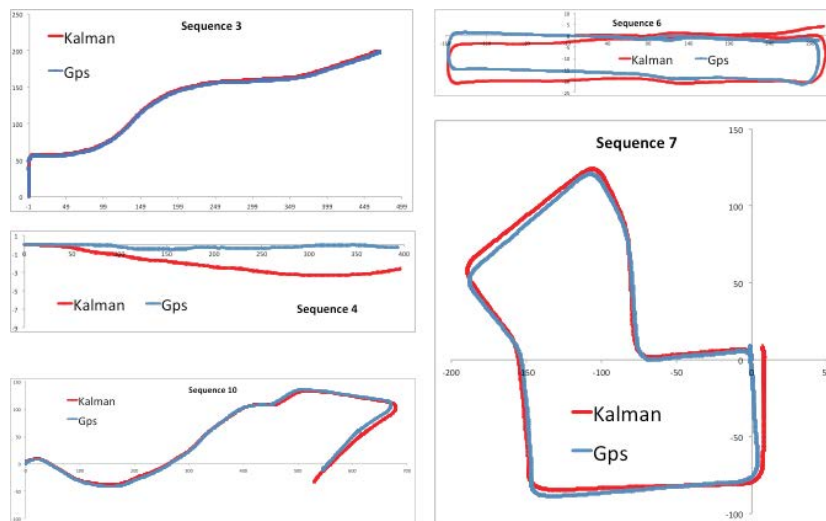 Sequence 3
250
200
150
100
50
0
-1 49 99 149 199 249 299 349 399 449 499
Kalman
Gps
Sequence 6
Kalman Gps
Sequence 4
1
-1
-3
-5
-7
-9
0 50 100 150 200 250 300 350 400
Kalman Gps
Sequence 7
150
100
50
0
-50
-100
-200 -150 -100 -50 0
Kalman
Gps
Sequence 10
Kalman
Gps